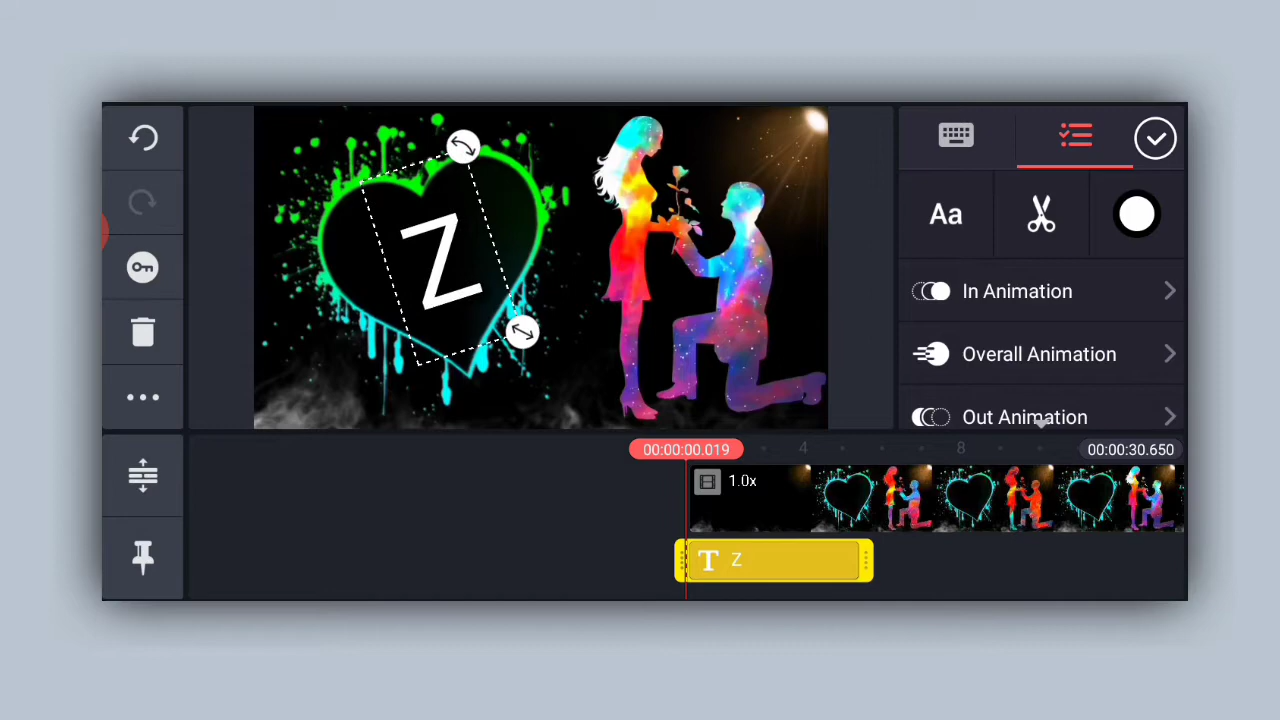 Z
Aa
In Animation
Overall Animation
Out Animation
00:00:00.019
4
8
00:00:30.650
1.0x
T Z